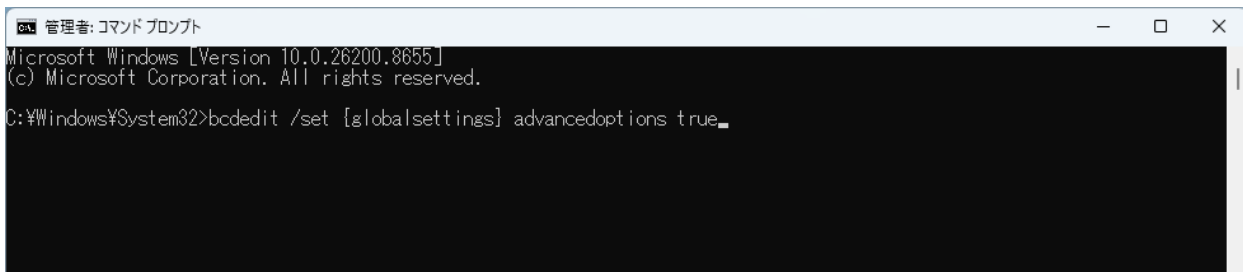 管理者: コマンド プロンプト
Microsoft Windows [Version 10.0.26200.8655]
(c) Microsoft Corporation. All rights reserved.
C:¥Windows¥System32>bcdedit /set {globalsettings} advancedoptions true